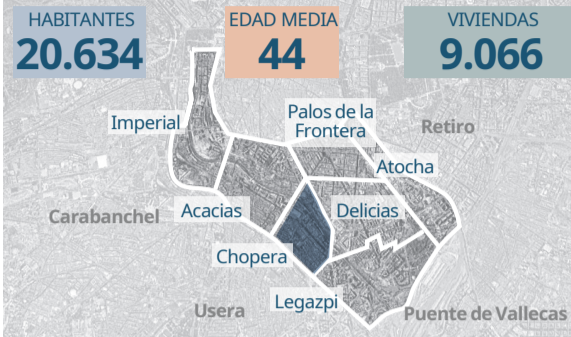 HABITANTES
20.634
EDAD MEDIA
44
VIVIENDAS
9.066
Imperial
Palos de la
Frontera
Retiro
Atocha
Carabanchel
Acacias
Delicias
Chopera
Legazpi
Usera
Puente de Vallecas